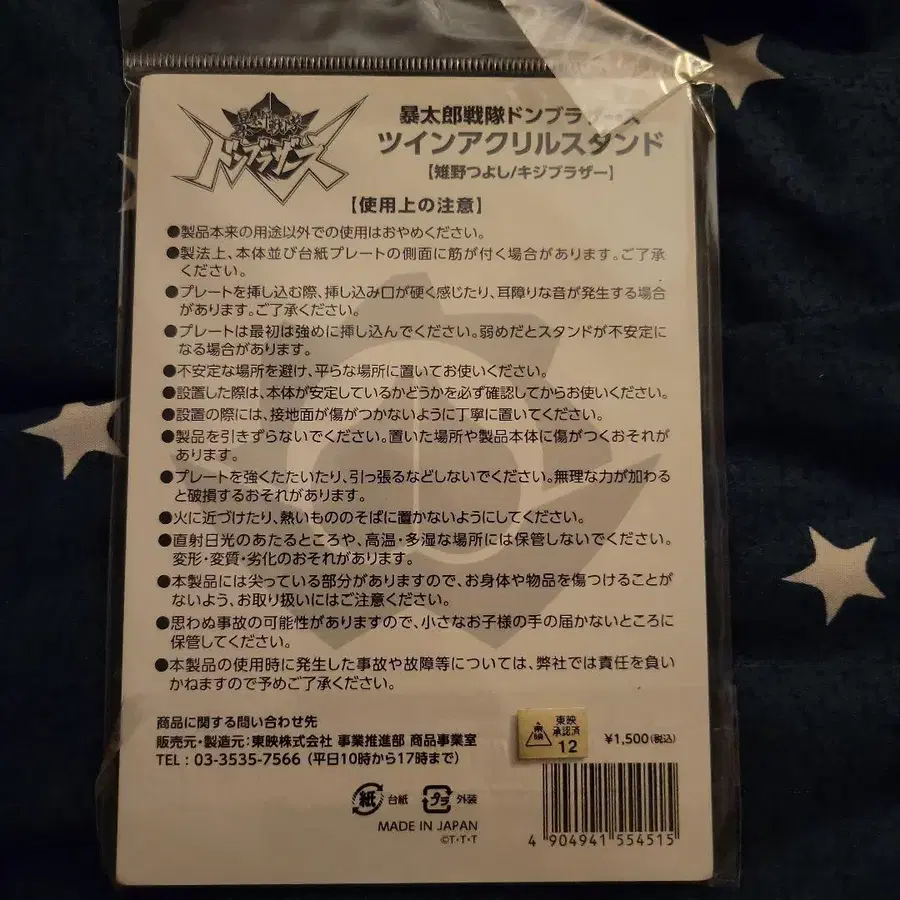 暴太郎戦隊
ドンブラザーズ
暴太郎戦隊ドンブラザーズ
ツインアクリルスタンド
【雉野つよし/キジブラザー】
【使用上の注意】
●製品本来の用途以外での使用はおやめください。
●製法上、本体並び台紙プレートの側面に筋が付く場合があります。ご了承
ください。
●プレートを挿し込む際、挿し込み口が硬く感じたり、耳障りな音が発生する場合
があります。ご了承ください。
●プレートは最初は強めに挿し込んでください。弱めだとスタンドが不安定に
なる場合があります。
●不安定な場所を避け、平らな場所に置いてお使いください。
●設置した際は、本体が安定しているかどうかを必ず確認してからお使いください。
●設置の際には、接地面が傷がつかないように丁寧に置いてください。
●製品を引きずらないでください。置いた場所や製品本体に傷がつくおそれが
あります。
●プレートを強くたたいたり、引っ張るなどしないでください。無理な力が加わる
と破損するおそれがあります。
●火に近づけたり、熱いもののそばに置かないようにしてください。
●直射日光のあたるところや、高温・多湿な場所には保管しないでください。
変形・変質・劣化のおそれがあります。
●本製品には尖っている部分がありますので、お身体や物品を傷つけることが
ないよう、お取り扱いにはご注意ください。
●思わぬ事故の可能性がありますので、小さなお子様の手の届かないところに
保管してください。
●本製品の使用時に発生した事故や故障等については、弊社では責任を負い
かねますので予めご了承ください。
商品に関する問い合わせ先
販売元・製造元:東映株式会社 事業推進部 商品事業室
TEL : 03-3535-7566 (平日10時から17時まで)
東映
東映
承認済
12
¥1,500(税込)
紙 台紙 プラ 外装
MADE IN JAPAN
©T・T・T
4 904941 554515